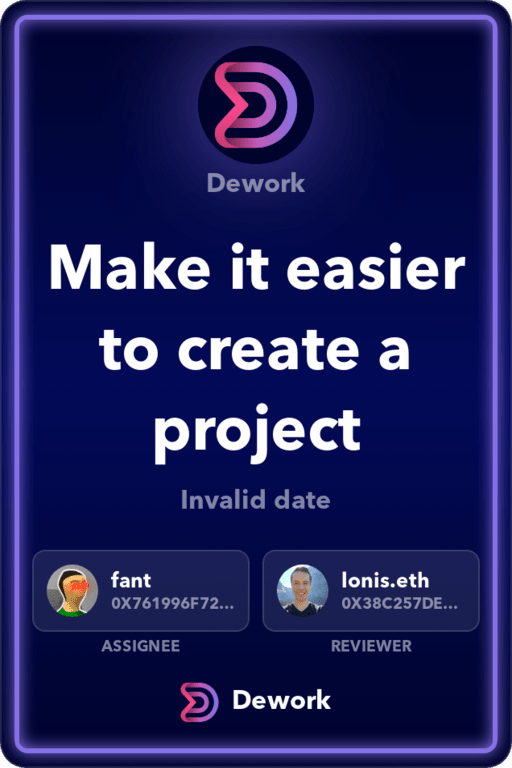 Dework
Make it easier
to create a
project
Invalid date
fant
0X761996F72...
ASSIGNEE
lonis.eth
0X38C257DE...
REVIEWER
Dework